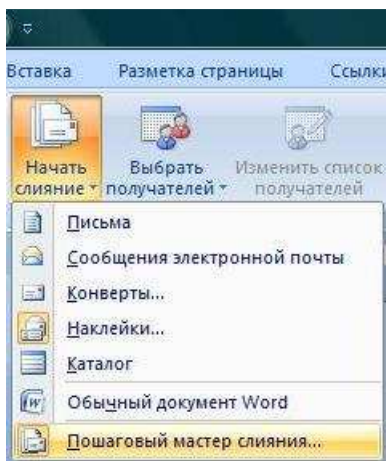 Вставка Разметка страницы Ссылки
Начать слияние Выбрать получателей Изменить список получателей
Письма
Сообщения электронной почты
Конверты...
Наклейки...
Каталог
Обычный документ Word
Пошаговый мастер слияния...